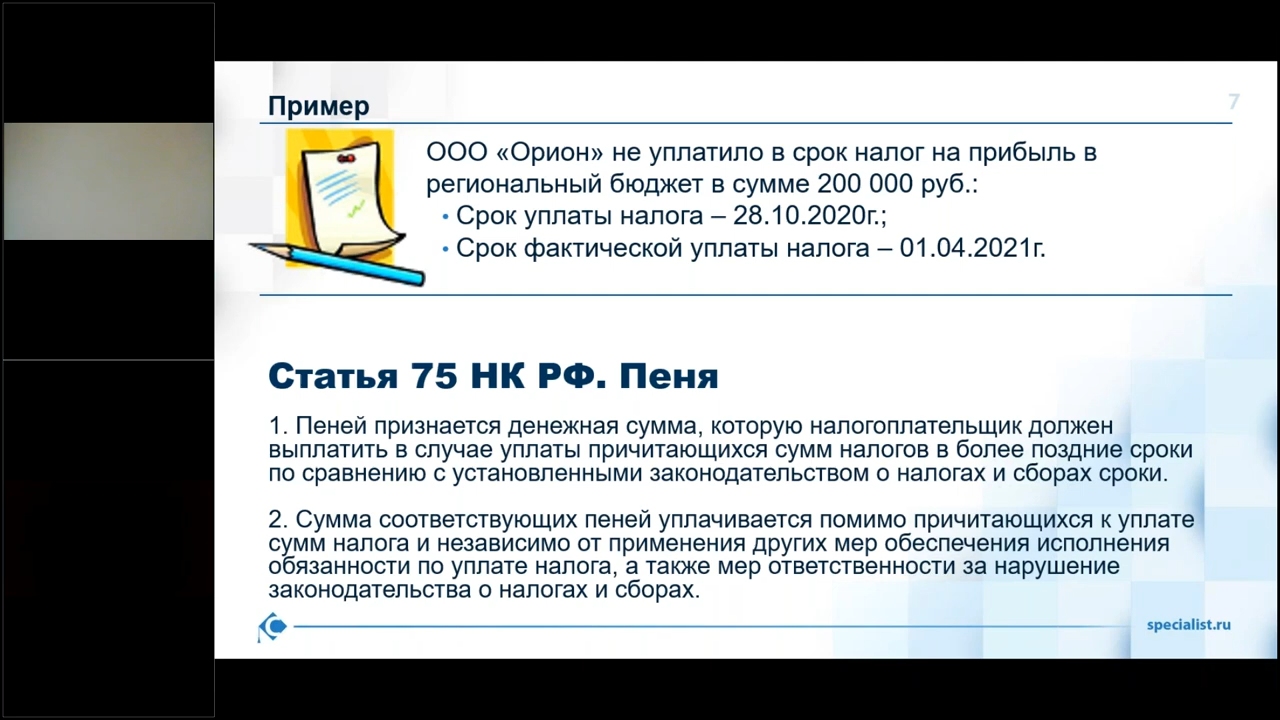 Пример
7
ООО «Орион» не уплатило в срок налог на прибыль в
региональный бюджет в сумме 200 000 руб.:
• Срок уплаты налога – 28.10.2020г.;
• Срок фактической уплаты налога – 01.04.2021г.
Статья 75 НК РФ. Пеня
1. Пеней признается денежная сумма, которую налогоплательщик должен
выплатить в случае уплаты причитающихся сумм налогов в более поздние сроки
по сравнению с установленными законодательством о налогах и сборах сроки.
2. Сумма соответствующих пеней уплачивается помимо причитающихся к уплате
сумм налога и независимо от применения других мер обеспечения исполнения
обязанности по уплате налога, а также мер ответственности за нарушение
законодательства о налогах и сборах.
specialist.ru